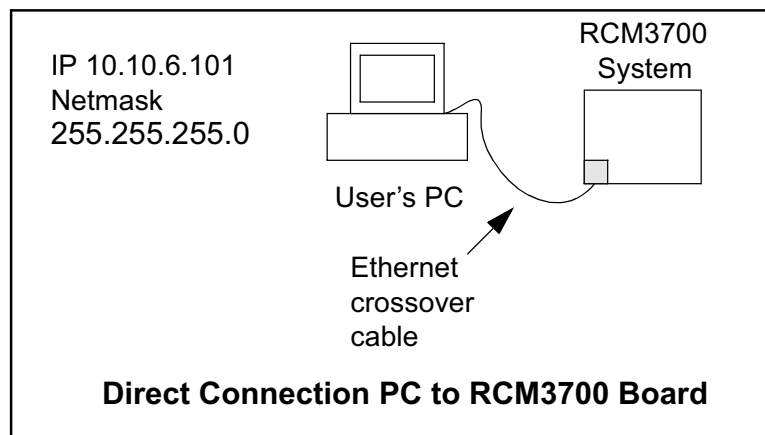 IP 10.10.6.101
Netmask
255.255.255.0
RCM3700
System
User's PC
Ethernet
crossover
cable
Direct Connection PC to RCM3700 Board